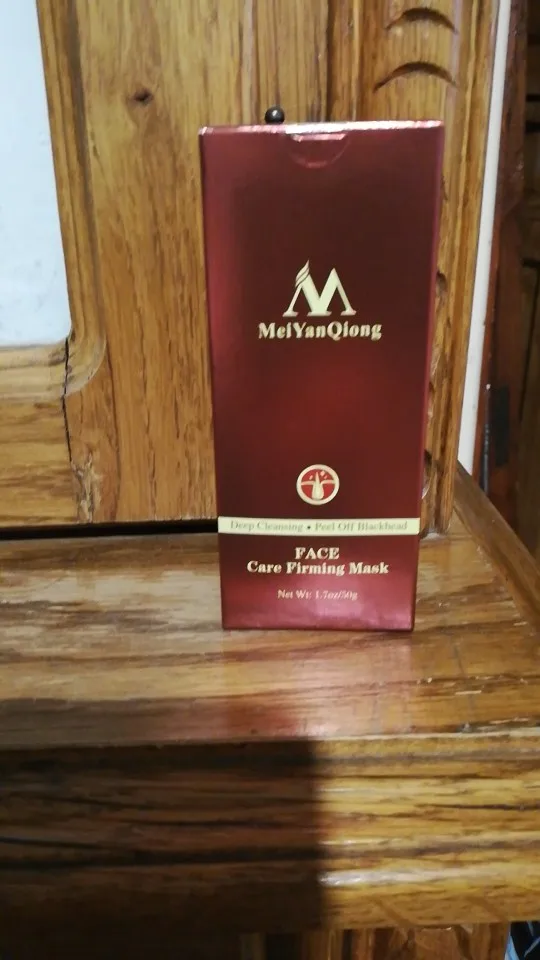 MeiYanQiong
Deep Cleansing • Peel Off Blackhead
FACE
Care Firming Mask
Net Wt: 1.7oz/50g